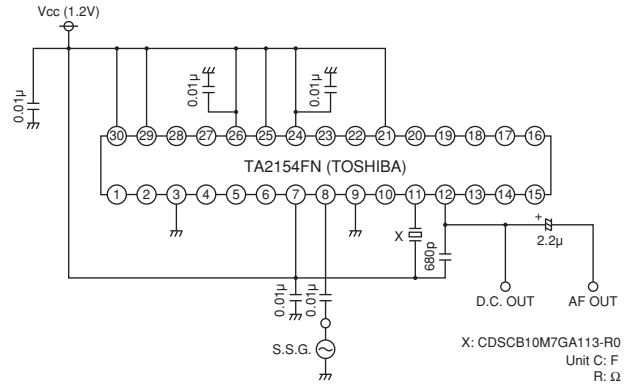 Vcc (1.2V)
0.01μ
0.01μ
0.01μ
30 29 28 27 26 25 24 23 22 21 20 19 18 17 16
TA2154FN (TOSHIBA)
1 2 3 4 5 6 7 8 9 10 11 12 13 14 15
X
680p
+
2.2μ
0.01μ
0.01μ
D.C. OUT
AF OUT
S.S.G.
X: CDSCB10M7GA113-R0
Unit C: F
R: Ω